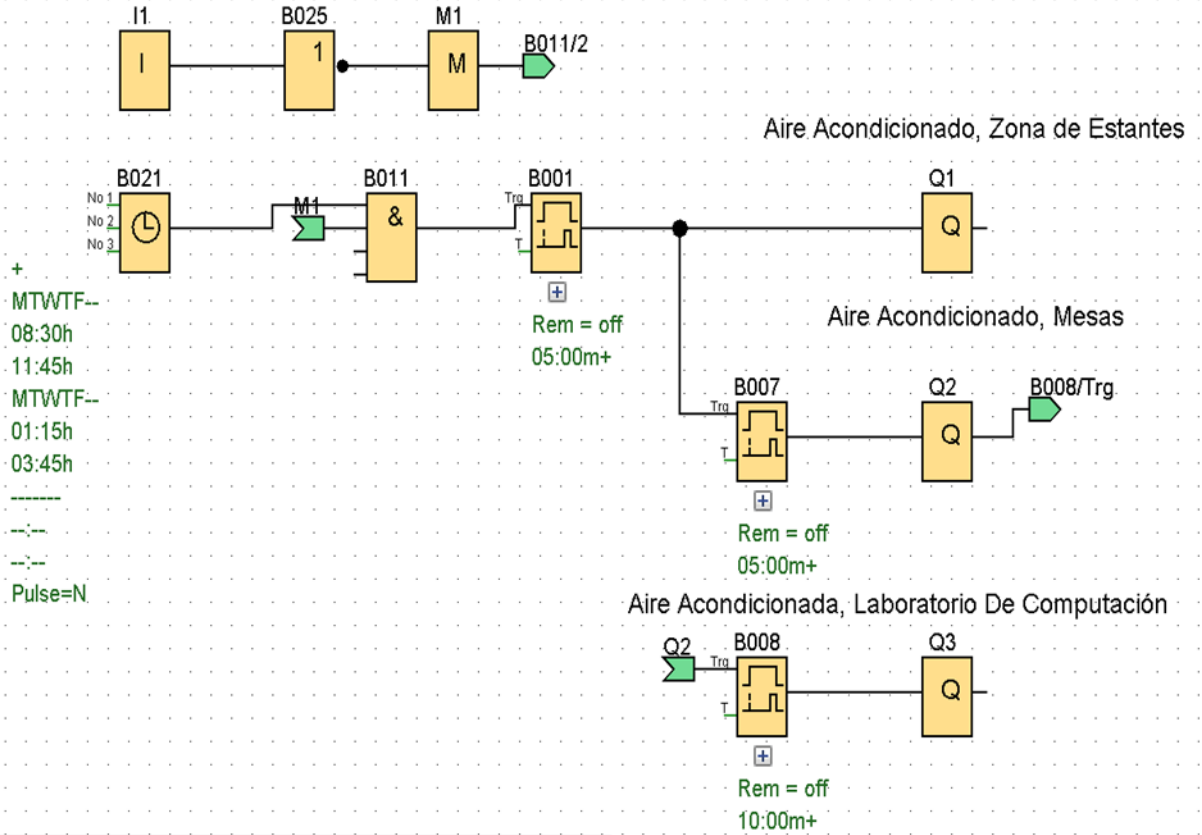 I1 B025 M1
I 1 M B011/2
Aire Acondicionado, Zona de Estantes
B021 B011 B001 Q1
No 1 M1 & Trg Q
No 2
No 3 T
+
MTWTF--
08:30h
11:45h
MTWTF--
01:15h
03:45h
-------
--:--
--:--
Pulse=N
+
Rem = off
05:00m+
Aire Acondicionado, Mesas
B007 Q2 B008/Trg
Trg Q
T
+
Rem = off
05:00m+
Aire Acondicionada, Laboratorio De Computación
Q2 B008 Q3
Trg Q
T
+
Rem = off
10:00m+